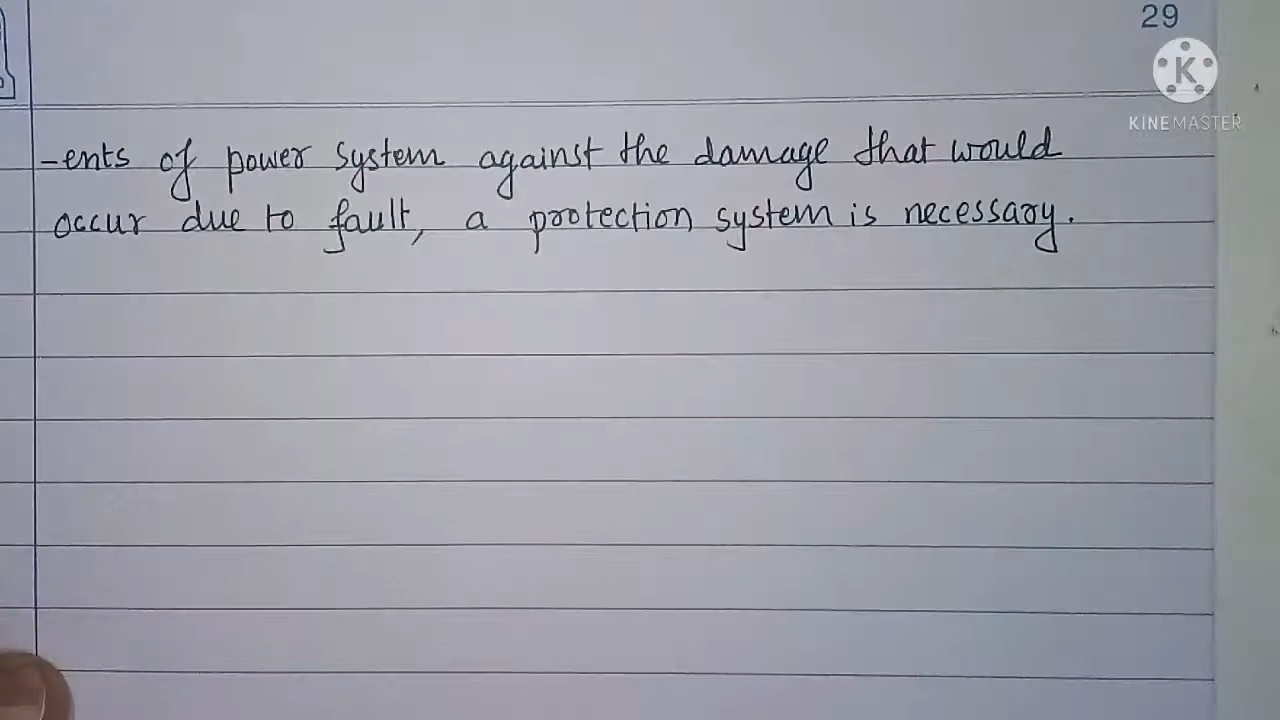 29
K
KINEMASTER
-ents of power system against the damage that would
occur due to fault, a protection system is necessary.